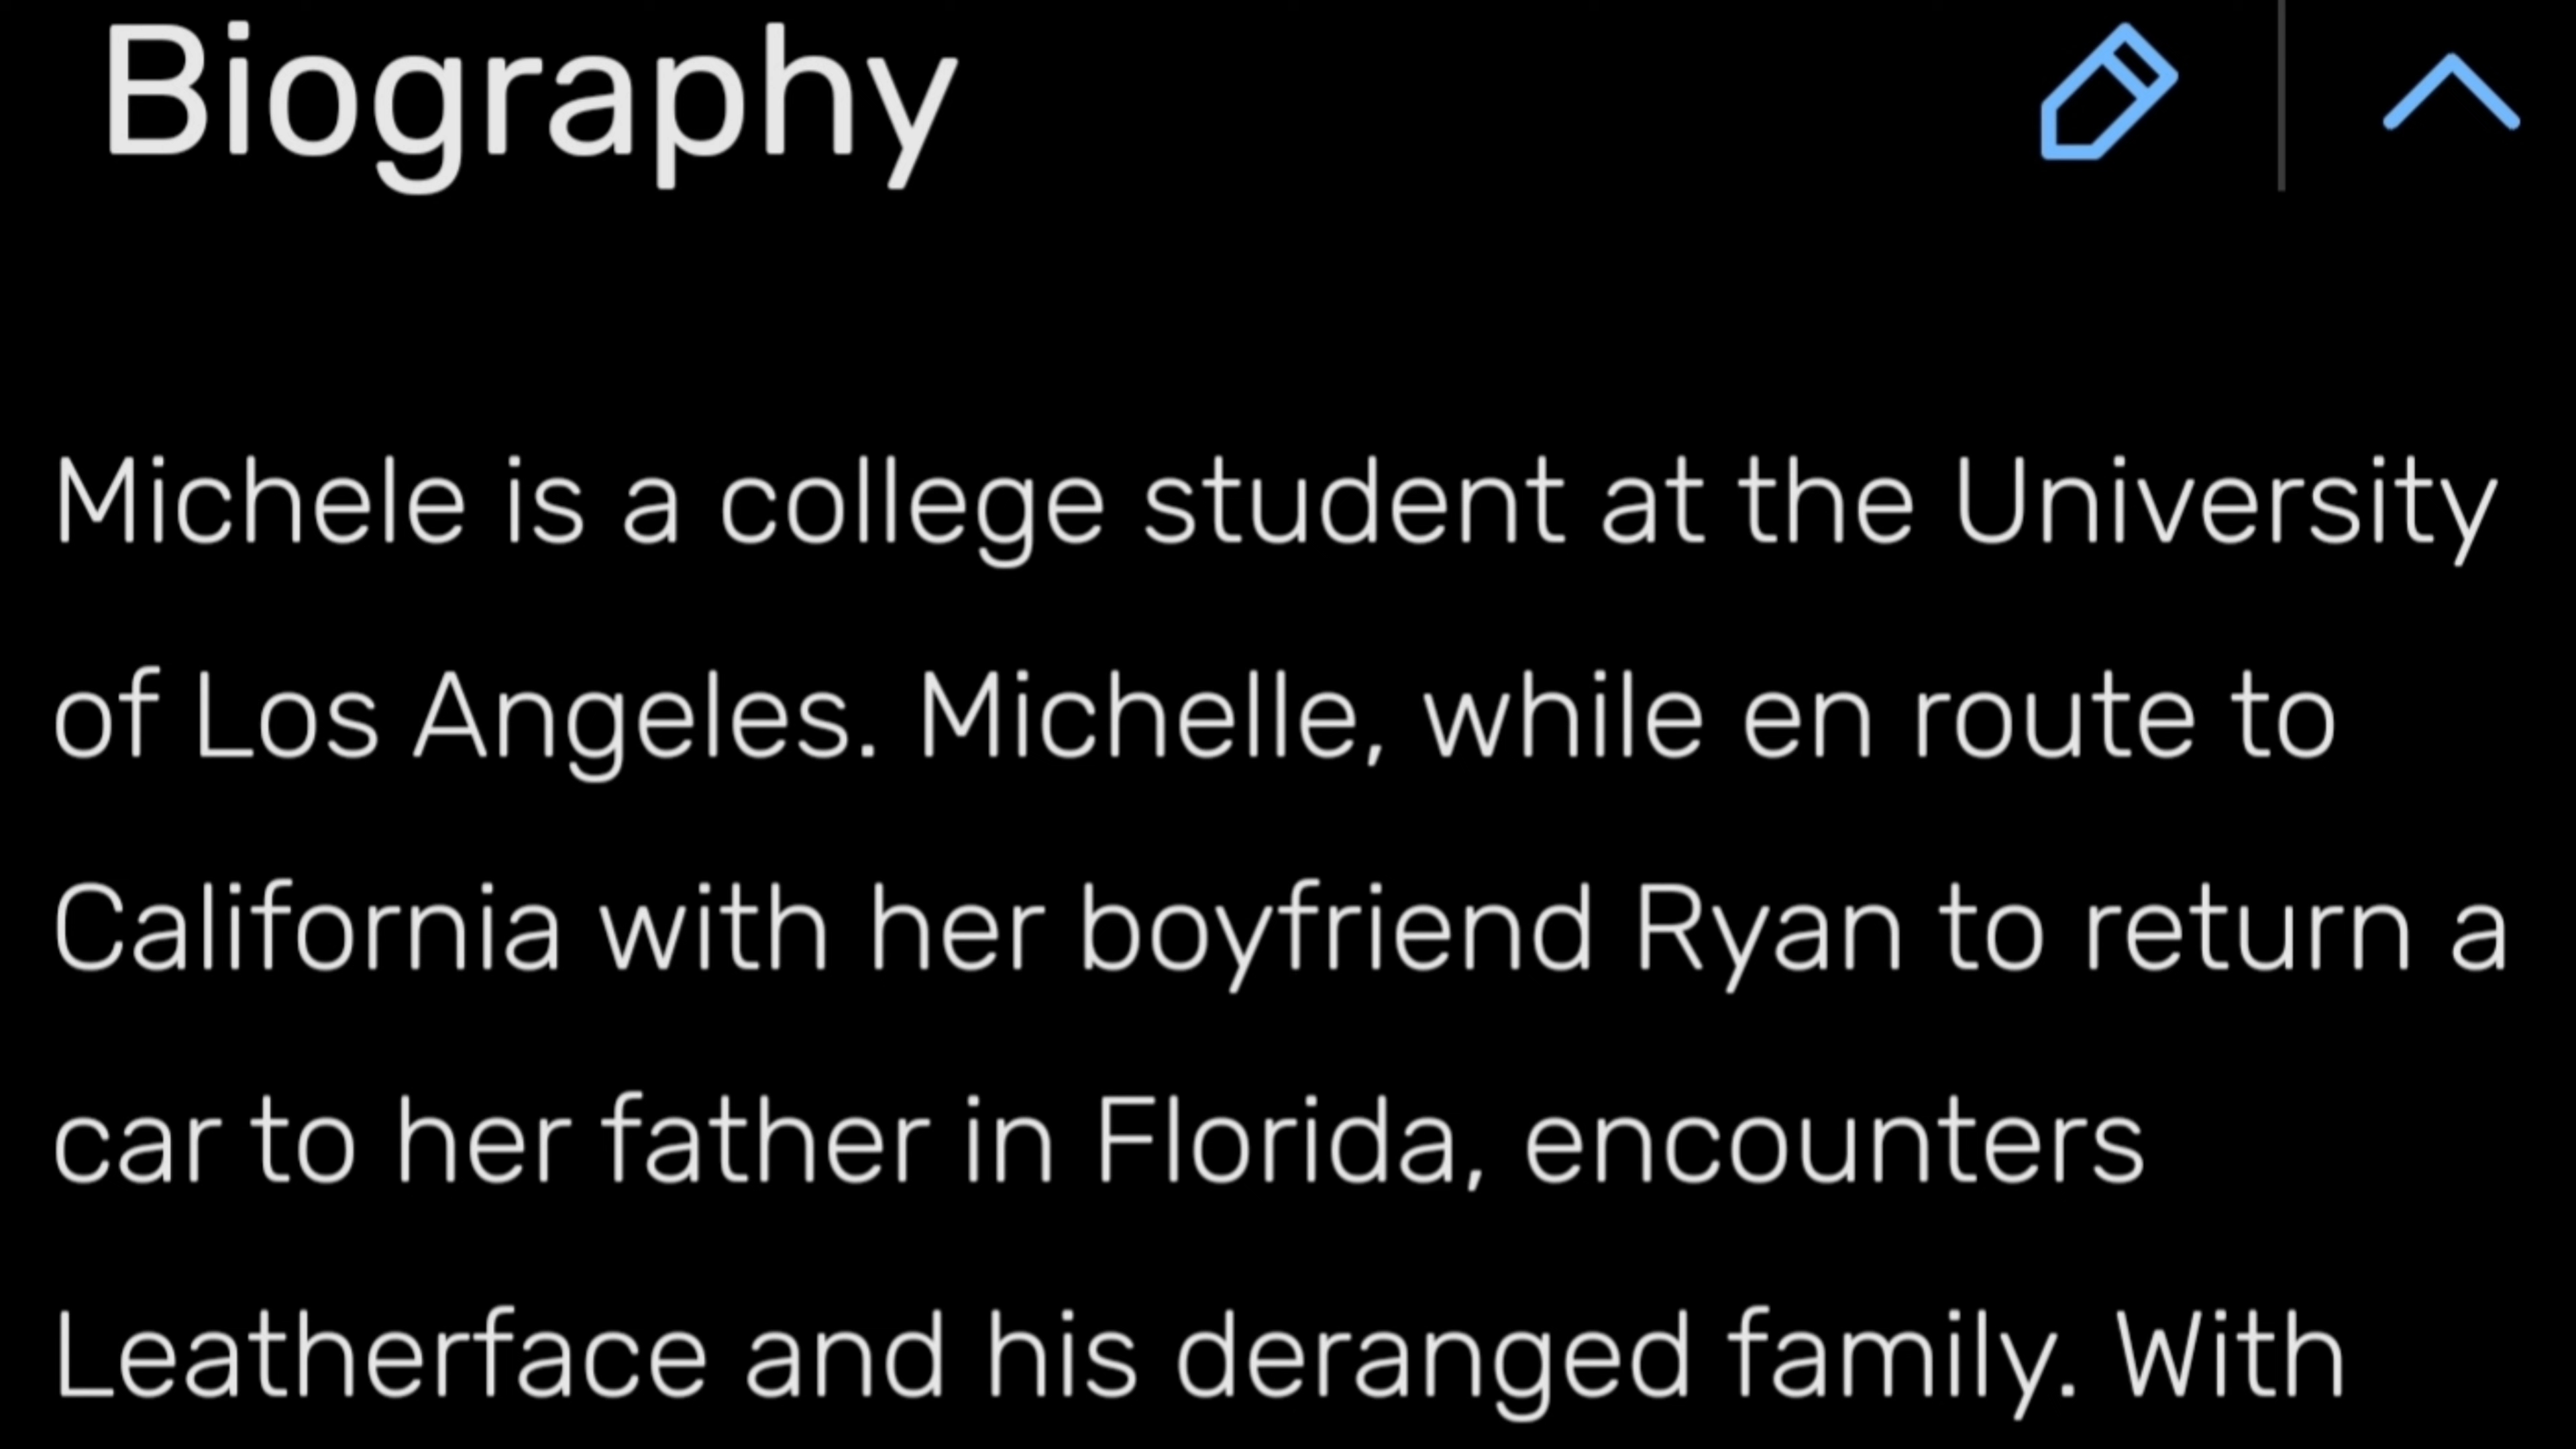 Biography
Michele is a college student at the University
of Los Angeles. Michelle, while en route to
California with her boyfriend Ryan to return a
car to her father in Florida, encounters
Leatherface and his deranged family. With